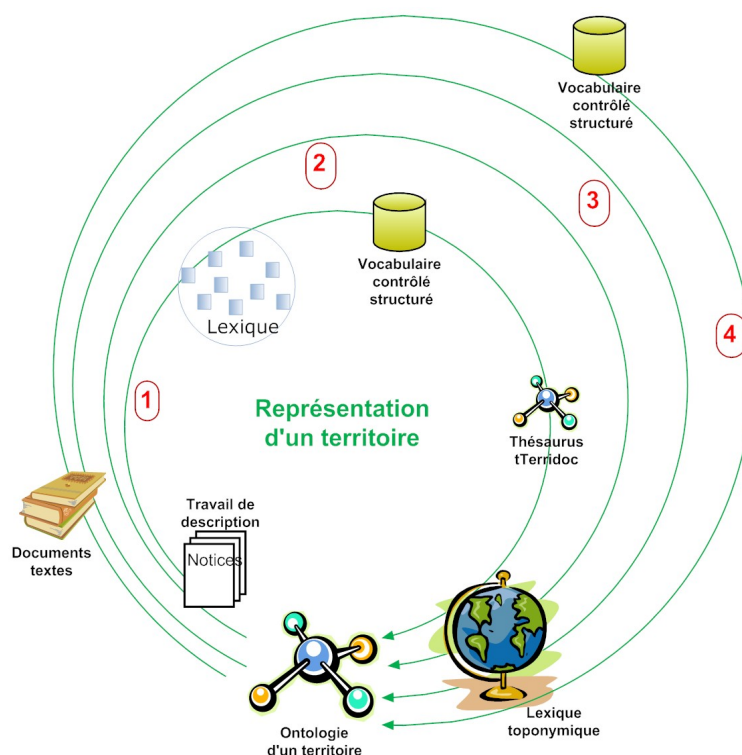 Vocabulaire
contrôlé
structuré
2
3
Vocabulaire
contrôlé
structuré
Lexique
4
1
Représentation
d'un territoire
Thésaurus
tTerridoc
Travail de
description
Notices
Documents
textes
Lexique
toponymique
Ontologie
d'un territoire